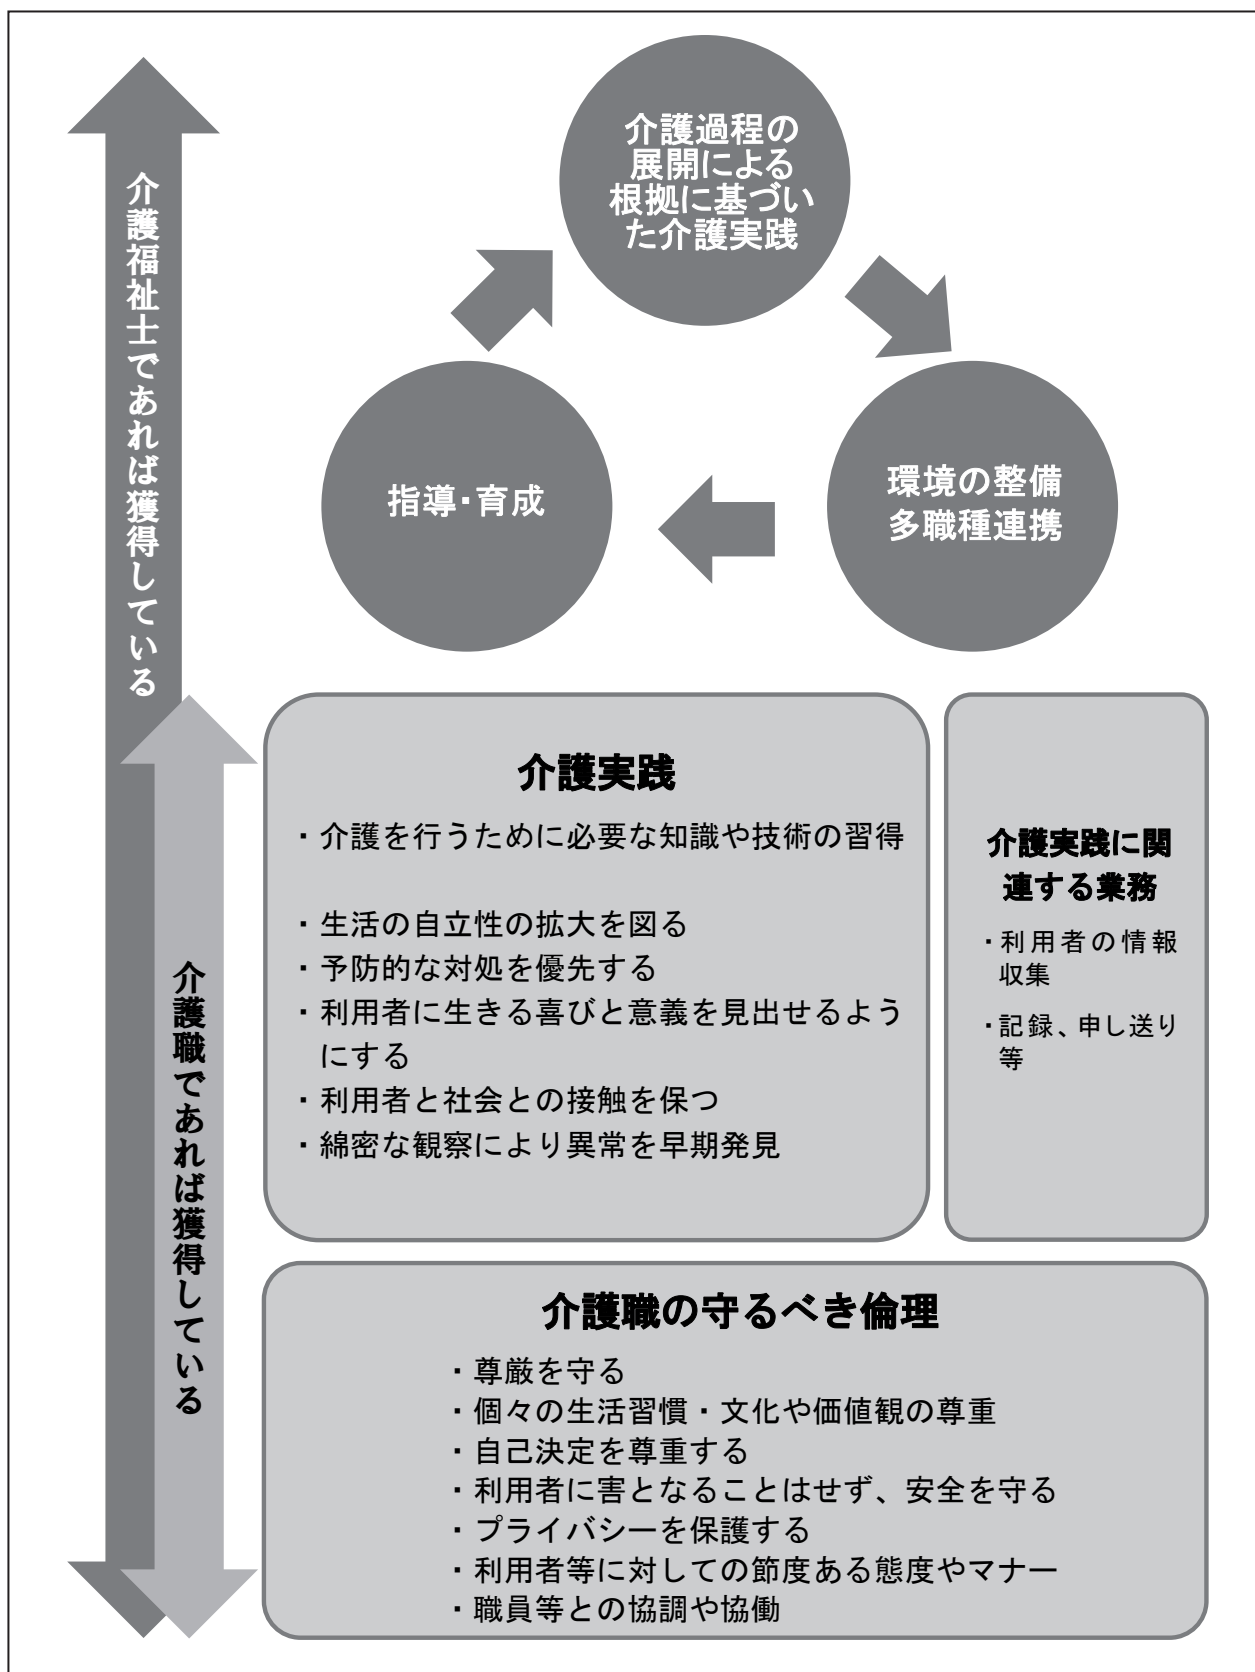 介護過程の
展開による
根拠に基づい
た介護実践
指導・育成
環境の整備
多職種連携
介護福祉士であれば獲得している
介護職であれば獲得している
介護実践
・介護を行うために必要な知識や技術の習得
・生活の自立性の拡大を図る
・予防的な対処を優先する
・利用者に生きる喜びと意義を見出せるよう
にする
・利用者と社会との接触を保つ
・綿密な観察により異常を早期発見
介護実践に関
連する業務
・利用者の情報
収集
・記録、申し送り
等
介護職の守るべき倫理
・尊厳を守る
・個々の生活習慣・文化や価値観の尊重
・自己決定を尊重する
・利用者に害となることはせず、安全を守る
・プライバシーを保護する
・利用者等に対しての節度ある態度やマナー
・職員等との協調や協働